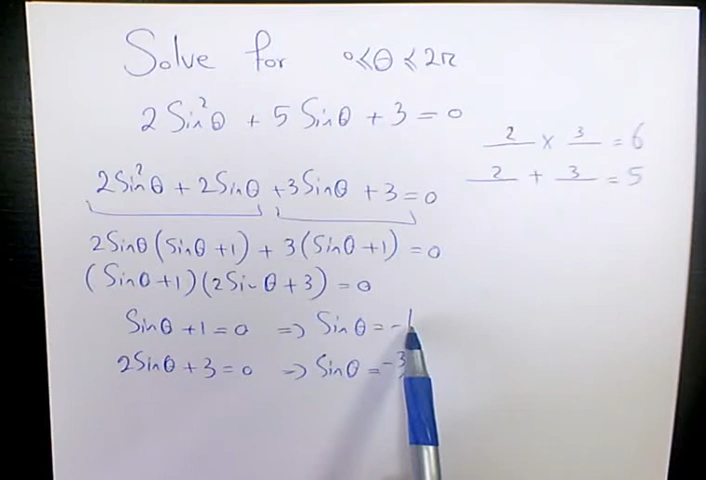 Solve for 0≤θ≤2π
2Sin²θ + 5Sinθ + 3 = 0
2 × 3 = 6
2 + 3 = 5
2Sin²θ + 2Sinθ + 3Sinθ + 3 = 0
2Sinθ(Sinθ + 1) + 3(Sinθ + 1) = 0
(Sinθ + 1)(2Sinθ + 3) = 0
Sinθ + 1 = 0 => Sinθ = -1
2Sinθ + 3 = 0 => Sinθ = -3